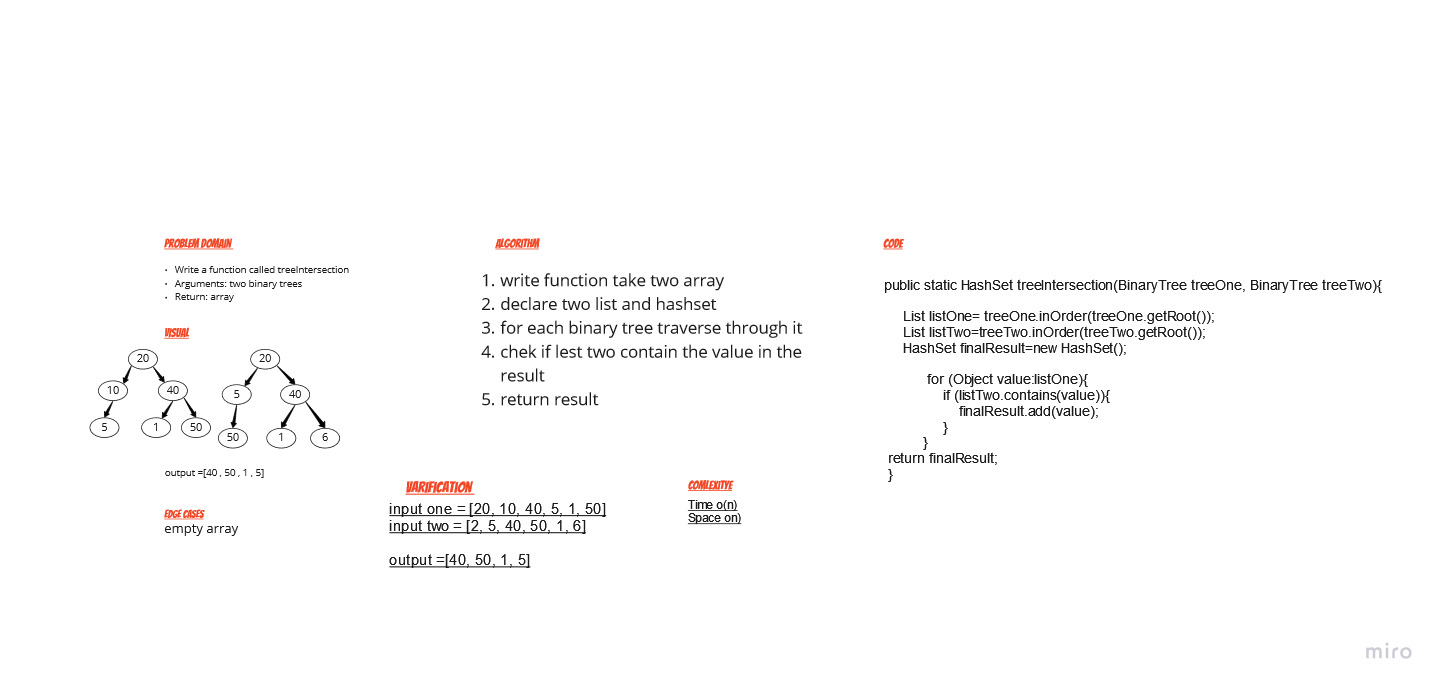 PROBLEM DOMAIN
• Write a function called treeIntersection
• Arguments: two binary trees
• Return: array
VISUAL
20
10 40
5 1 50
20
5 40
50 1 6
output =[40 , 50 , 1 , 5]
EDGE CASES
empty array
ALGORITHM
1. write function take two array
2. declare two list and hashset
3. for each binary tree traverse through it
4. chek if lest two contain the value in the
result
5. return result
VARIFICATION
input one = [20, 10, 40, 5, 1, 50]
input two = [2, 5, 40, 50, 1, 6]
output =[40, 50, 1, 5]
COMLEXITYE
Time o(n)
Space on)
CODE
public static HashSet treeIntersection(BinaryTree treeOne, BinaryTree treeTwo){
List listOne= treeOne.inOrder(treeOne.getRoot());
List listTwo=treeTwo.inOrder(treeTwo.getRoot());
HashSet finalResult=new HashSet();
for (Object value:listOne){
if (listTwo.contains(value)){
finalResult.add(value);
}
}
return finalResult;
}
miro